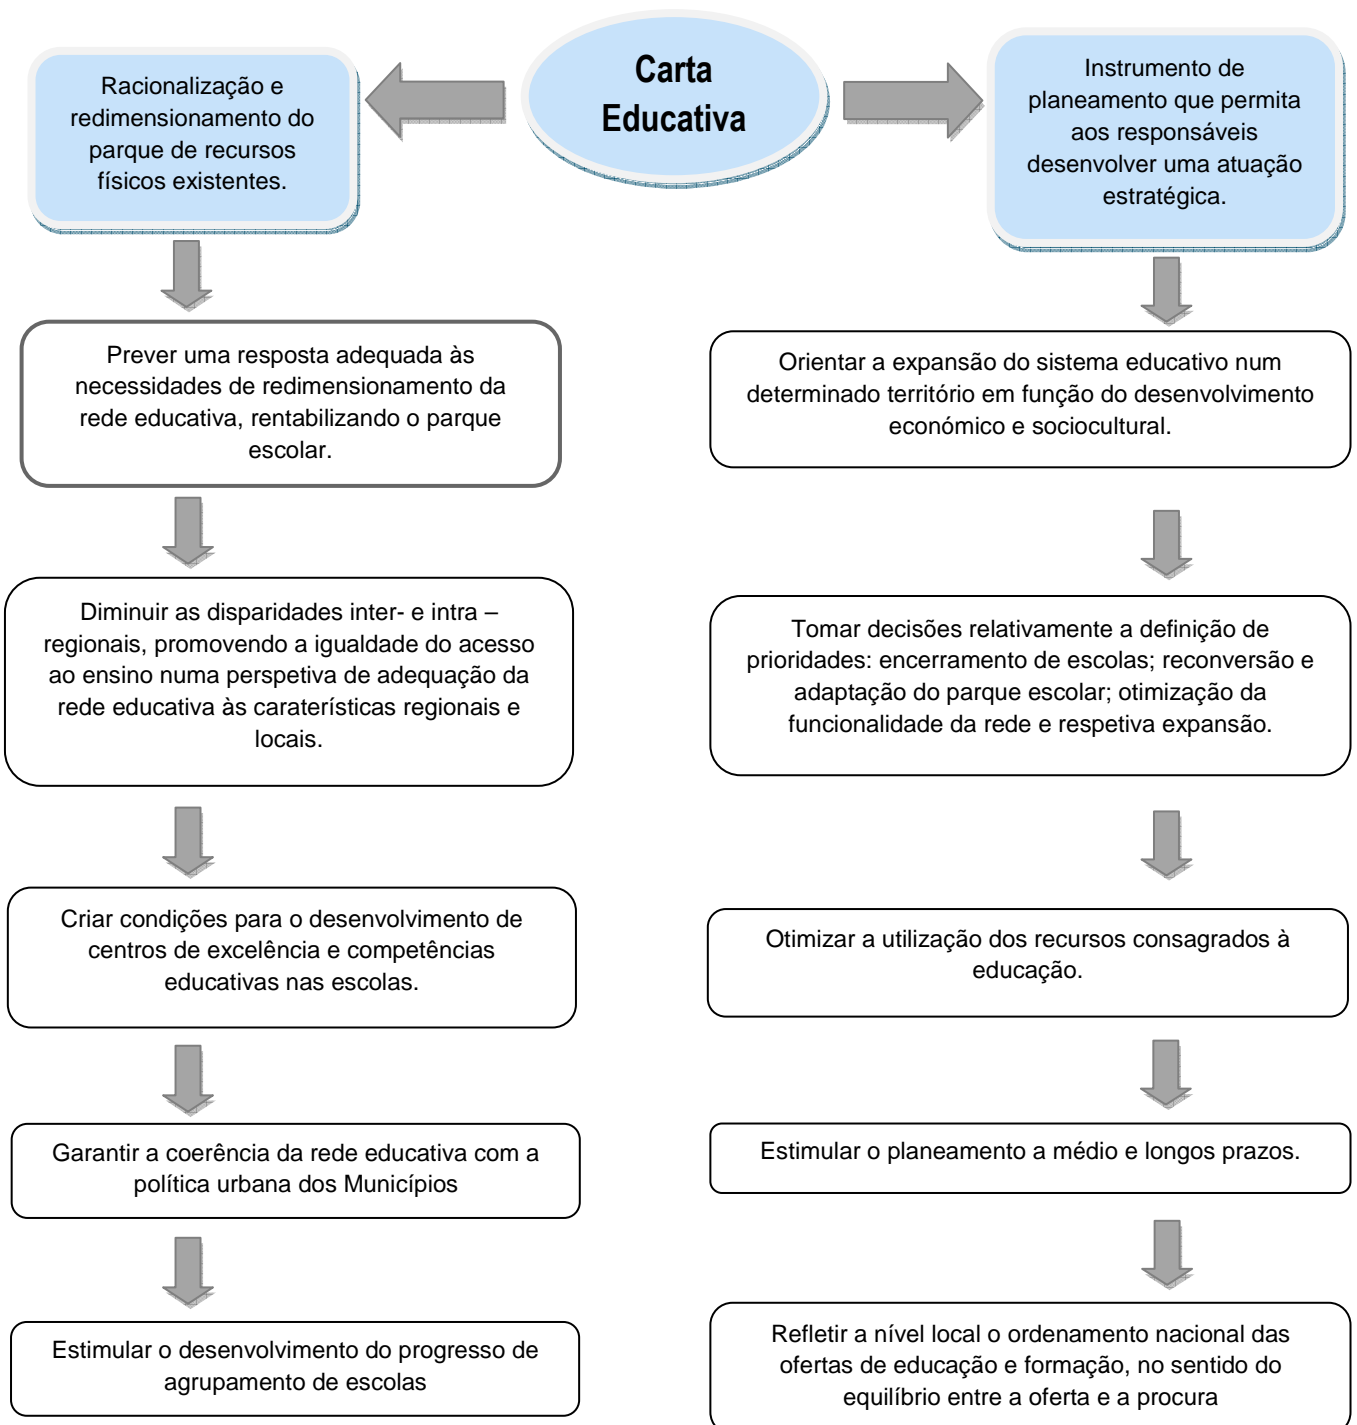 Carta
Educativa
Racionalização e
redimensionamento do
parque de recursos
físicos existentes.
Prever uma resposta adequada às
necessidades de redimensionamento da
rede educativa, rentabilizando o parque
escolar.
Diminuir as disparidades inter- e intra –
regionais, promovendo a igualdade do acesso
ao ensino numa perspetiva de adequação da
rede educativa às caraterísticas regionais e
locais.
Criar condições para o desenvolvimento de
centros de excelência e competências
educativas nas escolas.
Garantir a coerência da rede educativa com a
política urbana dos Municípios
Estimular o desenvolvimento do progresso de
agrupamento de escolas
Instrumento de
planeamento que permita
aos responsáveis
desenvolver uma atuação
estratégica.
Orientar a expansão do sistema educativo num
determinado território em função do desenvolvimento
económico e sociocultural.
Tomar decisões relativamente a definição de
prioridades: encerramento de escolas; reconversão e
adaptação do parque escolar; otimização da
funcionalidade da rede e respetiva expansão.
Otimizar a utilização dos recursos consagrados à
educação.
Estimular o planeamento a médio e longos prazos.
Refletir a nível local o ordenamento nacional das
ofertas de educação e formação, no sentido do
equilíbrio entre a oferta e a procura